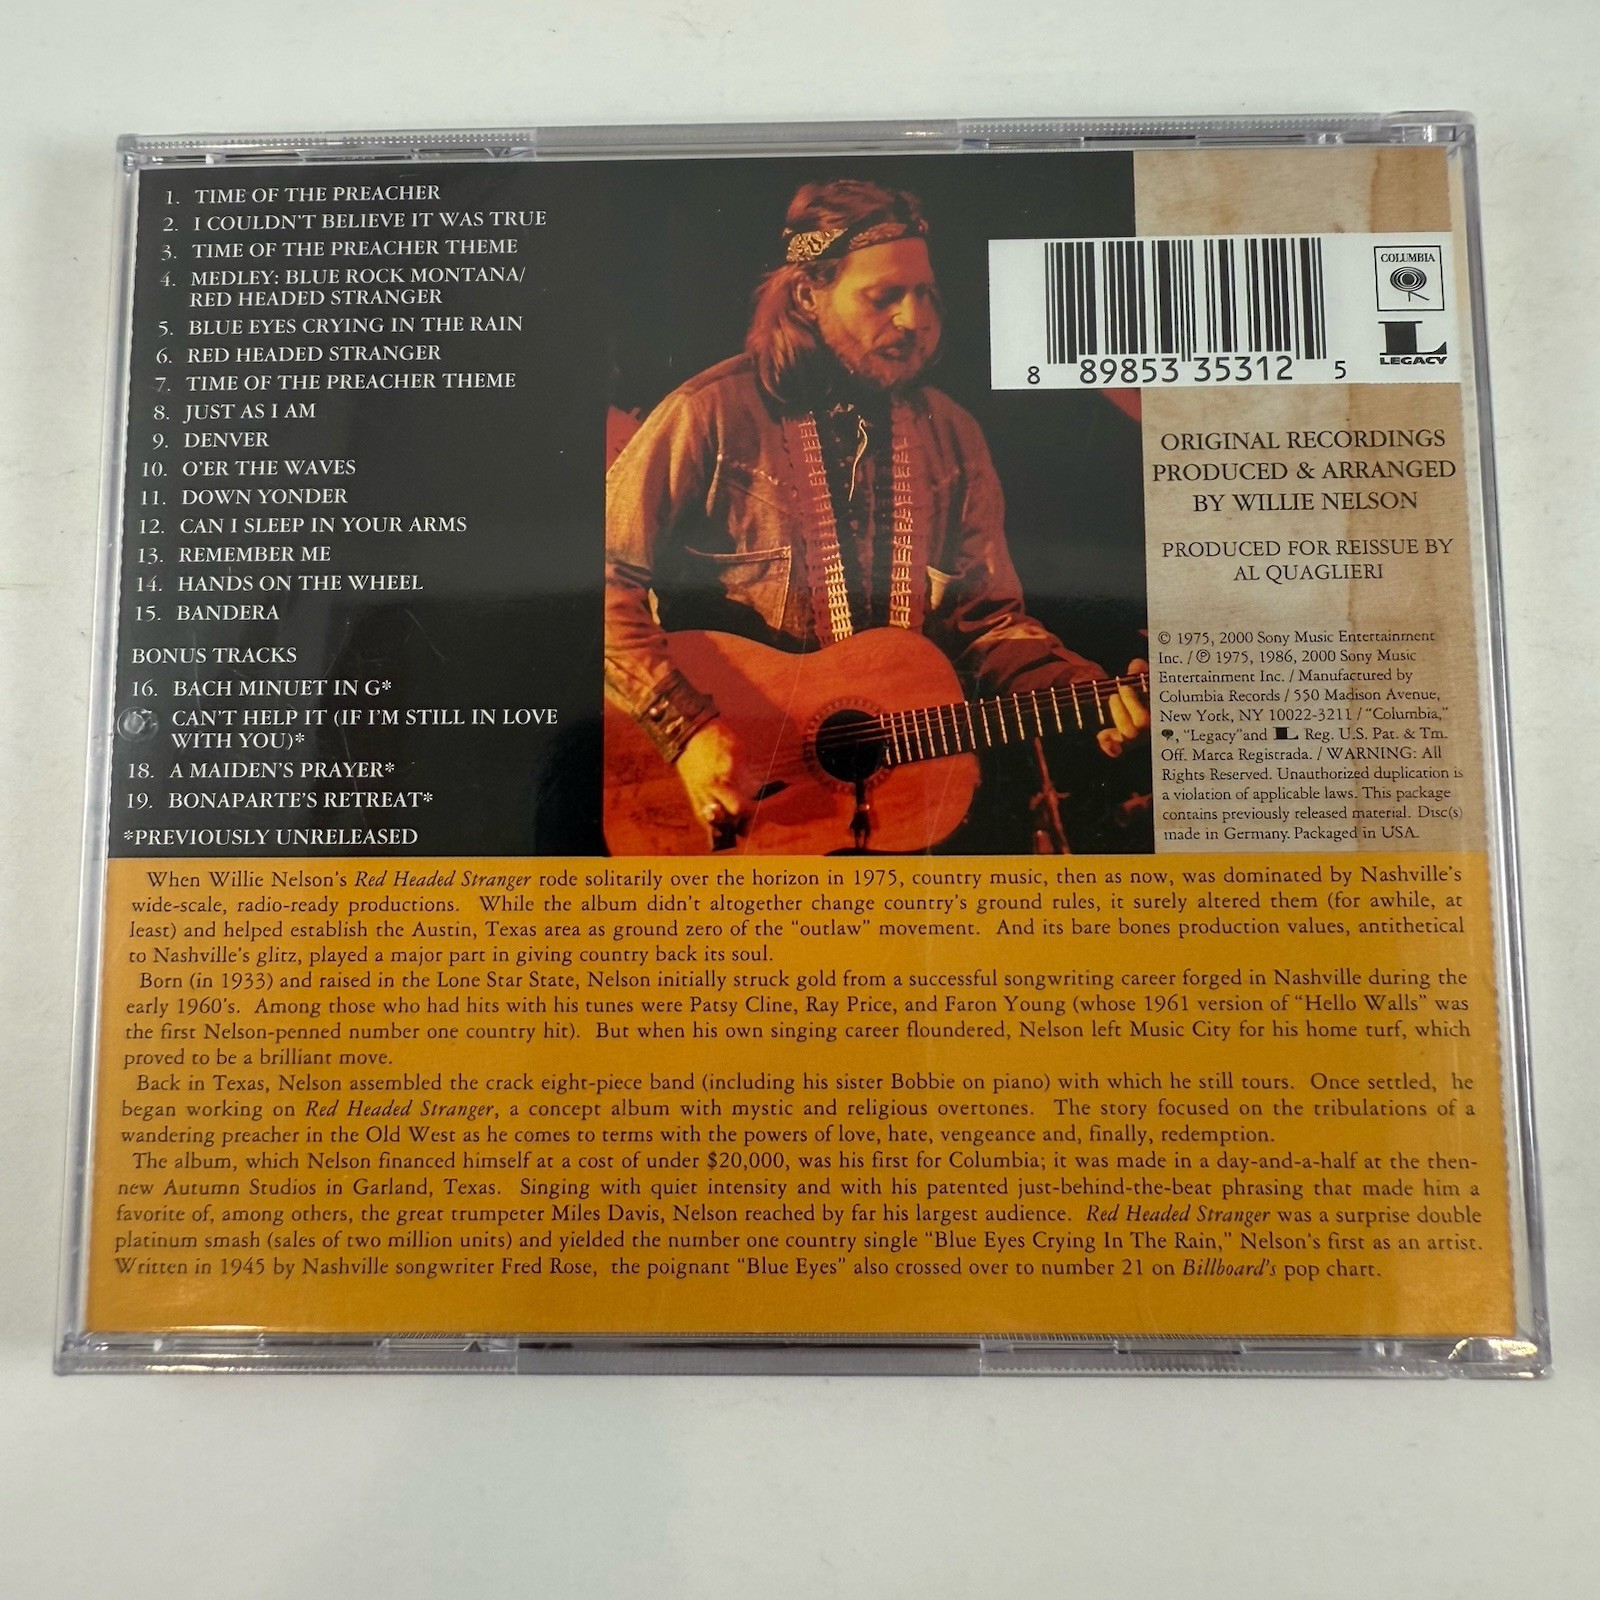 1. TIME OF THE PREACHER
2. I COULDN'T BELIEVE IT WAS TRUE
3. TIME OF THE PREACHER THEME
4. MEDLEY: BLUE ROCK MONTANA/
RED HEADED STRANGER
5. BLUE EYES CRYING IN THE RAIN
6. RED HEADED STRANGER
7. TIME OF THE PREACHER THEME
8. JUST AS I AM
9. DENVER
10. O'ER THE WAVES
11. DOWN YONDER
12. CAN I SLEEP IN YOUR ARMS
13. REMEMBER ME
14. HANDS ON THE WHEEL
15. BANDERA
BONUS TRACKS
16. BACH MINUET IN G*
17. CAN'T HELP IT (IF I'M STILL IN LOVE
WITH YOU)*
18. A MAIDEN'S PRAYER*
19. BONAPARTE'S RETREAT*
*PREVIOUSLY UNRELEASED
8 89853 35312 5
COLUMBIA
L
LEGACY
ORIGINAL RECORDINGS
PRODUCED & ARRANGED
BY WILLIE NELSON
PRODUCED FOR REISSUE BY
AL QUAGLIERI
© 1975, 2000 Sony Music Entertainment
Inc. / ℗ 1975, 1986, 2000 Sony Music
Entertainment Inc. / Manufactured by
Columbia Records / 550 Madison Avenue,
New York, NY 10022-3211 / "Columbia,"
, "Legacy"and L Reg. U.S. Pat. & Tm.
Off. Marca Registrada. / WARNING: All
Rights Reserved. Unauthorized duplication is
a violation of applicable laws. This package
contains previously released material. Disc(s)
made in Germany. Packaged in USA.
When Willie Nelson's Red Headed Stranger rode solitarily over the horizon in 1975, country music, then as now, was dominated by Nashville's
wide-scale, radio-ready productions. While the album didn't altogether change country's ground rules, it surely altered them (for awhile, at
least) and helped establish the Austin, Texas area as ground zero of the "outlaw" movement. And its bare bones production values, antithetical
to Nashville's glitz, played a major part in giving country back its soul.
Born (in 1933) and raised in the Lone Star State, Nelson initially struck gold from a successful songwriting career forged in Nashville during the
early 1960's. Among those who had hits with his tunes were Patsy Cline, Ray Price, and Faron Young (whose 1961 version of "Hello Walls" was
the first Nelson-penned number one country hit). But when his own singing career floundered, Nelson left Music City for his home turf, which
proved to be a brilliant move.
Back in Texas, Nelson assembled the crack eight-piece band (including his sister Bobbie on piano) with which he still tours. Once settled, he
began working on Red Headed Stranger, a concept album with mystic and religious overtones. The story focused on the tribulations of a
wandering preacher in the Old West as he comes to terms with the powers of love, hate, vengeance and, finally, redemption.
The album, which Nelson financed himself at a cost of under $20,000, was his first for Columbia; it was made in a day-and-a-half at the then-
new Autumn Studios in Garland, Texas. Singing with quiet intensity and with his patented just-behind-the-beat phrasing that made him a
favorite of, among others, the great trumpeter Miles Davis, Nelson reached by far his largest audience. Red Headed Stranger was a surprise double
platinum smash (sales of two million units) and yielded the number one country single "Blue Eyes Crying In The Rain," Nelson's first as an artist.
Written in 1945 by Nashville songwriter Fred Rose, the poignant "Blue Eyes" also crossed over to number 21 on Billboard's pop chart.